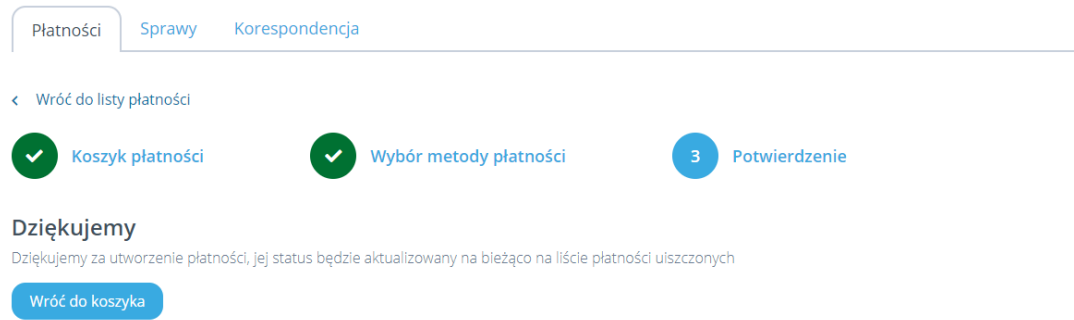 Płatności Sprawy Korespondencja
Wróć do listy płatności
Koszyk płatności Wybór metody płatności 3 Potwierdzenie
Dziękujemy
Dziękujemy za utworzenie płatności, jej status będzie aktualizowany na bieżąco na liście płatności uiszczonych
Wróć do koszyka